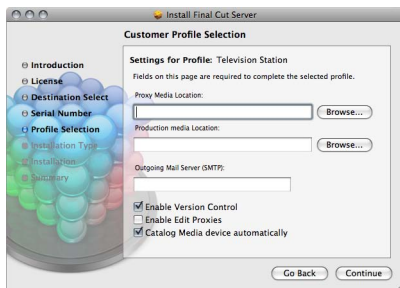 Install Final Cut Server
Customer Profile Selection
Introduction
License
Destination Select
Serial Number
Profile Selection
Installation Type
Installation
Summary
Settings for Profile: Television Station
Fields on this page are required to complete the selected profile.
Proxy Media Location:
Browse...
Production media Location:
Browse...
Outgoing Mail Server (SMTP):
Enable Version Control
Enable Edit Proxies
Catalog Media device automatically
Go Back
Continue